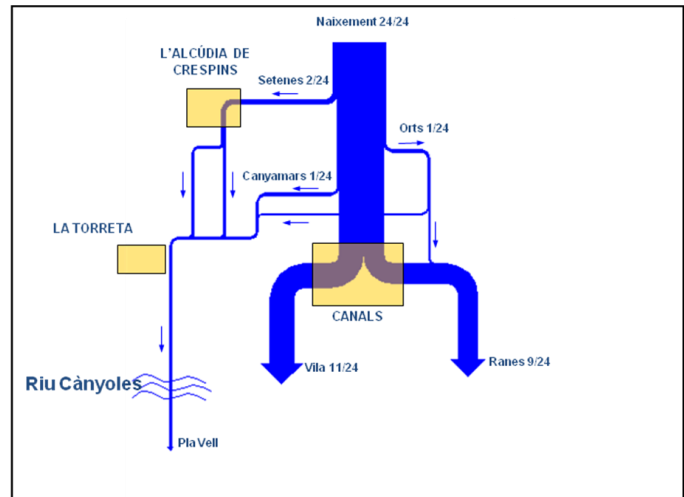 Naixement 24/24
L'ALCÚDIA DE
CRESPINS
Setenes 2/24
Orts 1/24
Canyamars 1/24
LA TORRETA
CANALS
Vila 11/24
Ranes 9/24
Riu Cànyoles
Pla Vell